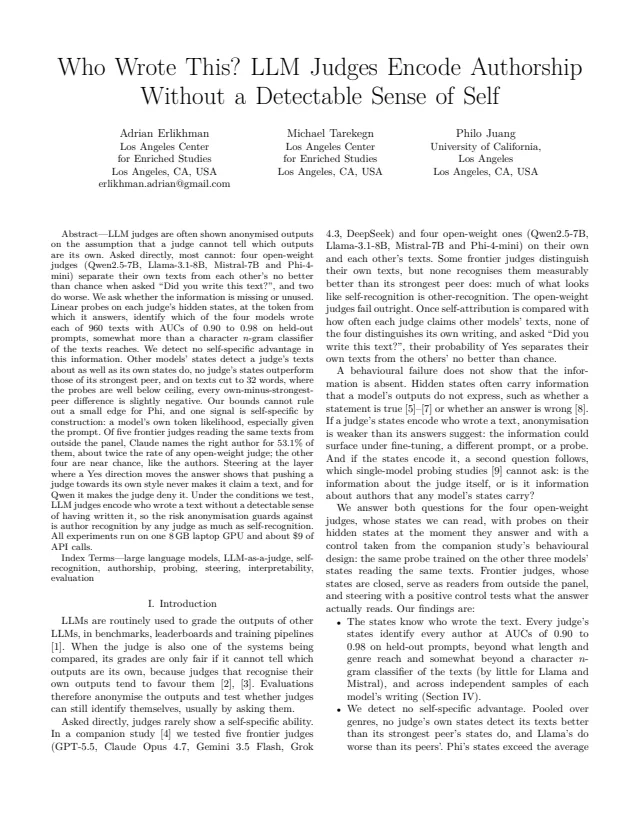 Who Wrote This? LLM Judges Encode Authorship
Without a Detectable Sense of Self
Adrian Erlikhman
Los Angeles Center
for Enriched Studies
Los Angeles, CA, USA
erlikhman.adrian@gmail.com
Michael Tarekegn
Los Angeles Center
for Enriched Studies
Los Angeles, CA, USA
Philo Juang
University of California,
Los Angeles
Los Angeles, CA, USA
Abstract—LLM judges are often shown anonymised outputs
on the assumption that a judge cannot tell which outputs
are its own. Asked directly, most cannot: four open-weight
judges (Qwen2.5-7B, Llama-3.1-8B, Mistral-7B and Phi-4-
mini) separate their own texts from each other's no better
than chance when asked “Did you write this text?”, and two
do worse. We ask whether the information is missing or unused.
Linear probes on each judge's hidden states, at the token from
which it answers, identify which of the four models wrote
each of 960 texts with AUCs of 0.90 to 0.98 on held-out
prompts, somewhat more than a character n-gram classifier
of the texts reaches. We detect no self-specific advantage in
this information. Other models' states detect a judge's texts
about as well as its own states do, no judge's states outperform
those of its strongest peer, and on texts cut to 32 words, where
the probes are well below ceiling, every own-minus-strongest-
peer difference is slightly negative. Our bounds cannot rule
out a small edge for Phi, and one signal is self-specific by
construction: a model's own token likelihood, especially given
the prompt. Of five frontier judges reading the same texts from
outside the panel, Claude names the right author for 53.1% of
them, about twice the rate of any open-weight judge; the other
four are near chance, like the authors. Steering at the layer
where a Yes direction moves the answer shows that pushing a
judge towards its own style never makes it claim a text, and for
Qwen it makes the judge deny it. Under the conditions we test,
LLM judges encode who wrote a text without a detectable sense
of having written it, so the risk anonymisation guards against
is author recognition by any judge as much as self-recognition.
All experiments run on one 8 GB laptop GPU and about $9 of
API calls.
Index Terms—large language models, LLM-as-a-judge, self-
recognition, authorship, probing, steering, interpretability,
evaluation
I. Introduction
LLMs are routinely used to grade the outputs of other
LLMs, in benchmarks, leaderboards and training pipelines
[1]. When the judge is also one of the systems being
compared, its grades are only fair if it cannot tell which
outputs are its own, because judges that recognise their
own outputs tend to favour them [2], [3]. Evaluations
therefore anonymise the outputs and test whether judges
can still identify themselves, usually by asking them.
Asked directly, judges rarely show a self-specific ability.
In a companion study [4] we tested five frontier judges
(GPT-5.5, Claude Opus 4.7, Gemini 3.5 Flash, Grok
4.3, DeepSeek) and four open-weight ones (Qwen2.5-7B,
Llama-3.1-8B, Mistral-7B and Phi-4-mini) on their own
and each other's texts. Some frontier judges distinguish
their own texts, but none recognises them measurably
better than its strongest peer does: much of what looks
like self-recognition is other-recognition. The open-weight
judges fail outright. Once self-attribution is compared with
how often each judge claims other models' texts, none of
the four distinguishes its own writing, and asked “Did you
write this text?”, their probability of Yes separates their
own texts from the others' no better than chance.
A behavioural failure does not show that the infor-
mation is absent. Hidden states often carry information
that a model's outputs do not express, such as whether a
statement is true [5]–[7] or whether an answer is wrong [8].
If a judge's states encode who wrote a text, anonymisation
is weaker than its answers suggest: the information could
surface under fine-tuning, a different prompt, or a probe.
And if the states encode it, a second question follows,
which single-model probing studies [9] cannot ask: is the
information about the judge itself, or is it information
about authors that any model's states carry?
We answer both questions for the four open-weight
judges, whose states we can read, with probes on their
hidden states at the moment they answer and with a
control taken from the companion study's behavioural
design: the same probe trained on the other three models'
states reading the same texts. Frontier judges, whose
states are closed, serve as readers from outside the panel,
and steering with a positive control tests what the answer
actually reads. Our findings are:
• The states know who wrote the text. Every judge's
states identify every author at AUCs of 0.90 to
0.98 on held-out prompts, beyond what length and
genre reach and somewhat beyond a character n-
gram classifier of the texts (by little for Llama and
Mistral), and across independent samples of each
model's writing (Section IV).
• We detect no self-specific advantage. Pooled over
genres, no judge's own states detect its texts better
than its strongest peer's states do, and Llama's do
worse than its peers'. Phi's states exceed the average